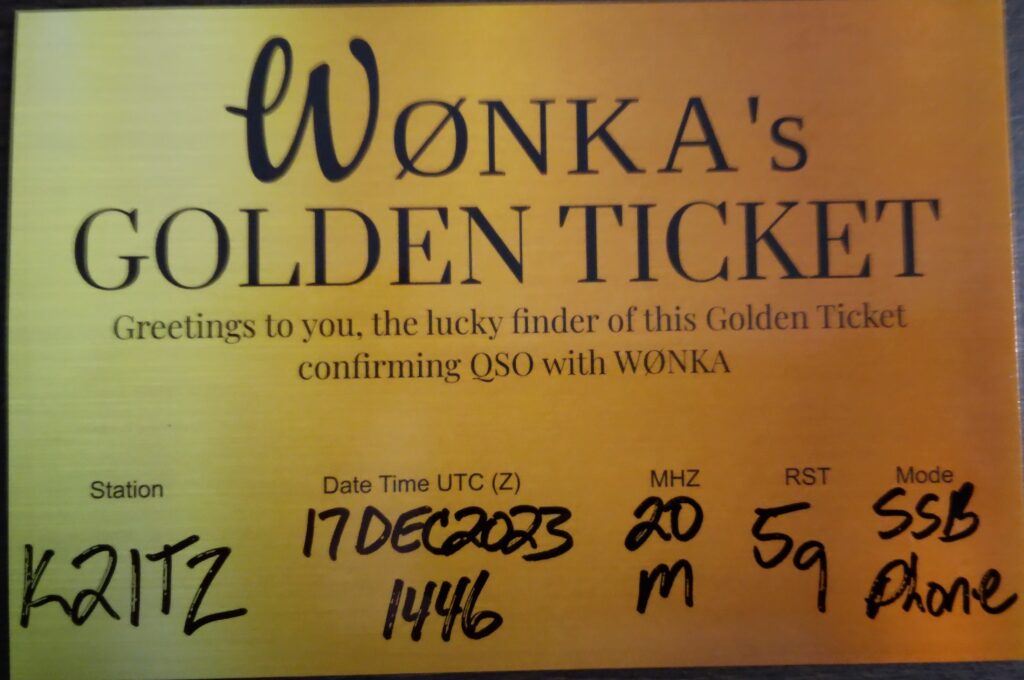 WØNKA's
GOLDEN TICKET
Greetings to you, the lucky finder of this Golden Ticket
confirming QSO with WØNKA
Station Date Time UTC (Z) MHZ RST Mode
K2ITZ 17DEC2023 20 59 SSB
1446 m Phone